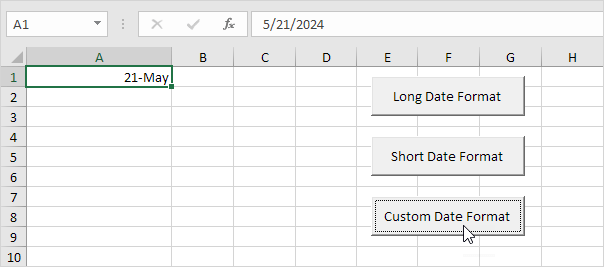 A1 fx 5/21/2024
A B C D E F G H
1 21-May
2
3
4
5
6
7
8
9
10
Long Date Format
Short Date Format
Custom Date Format